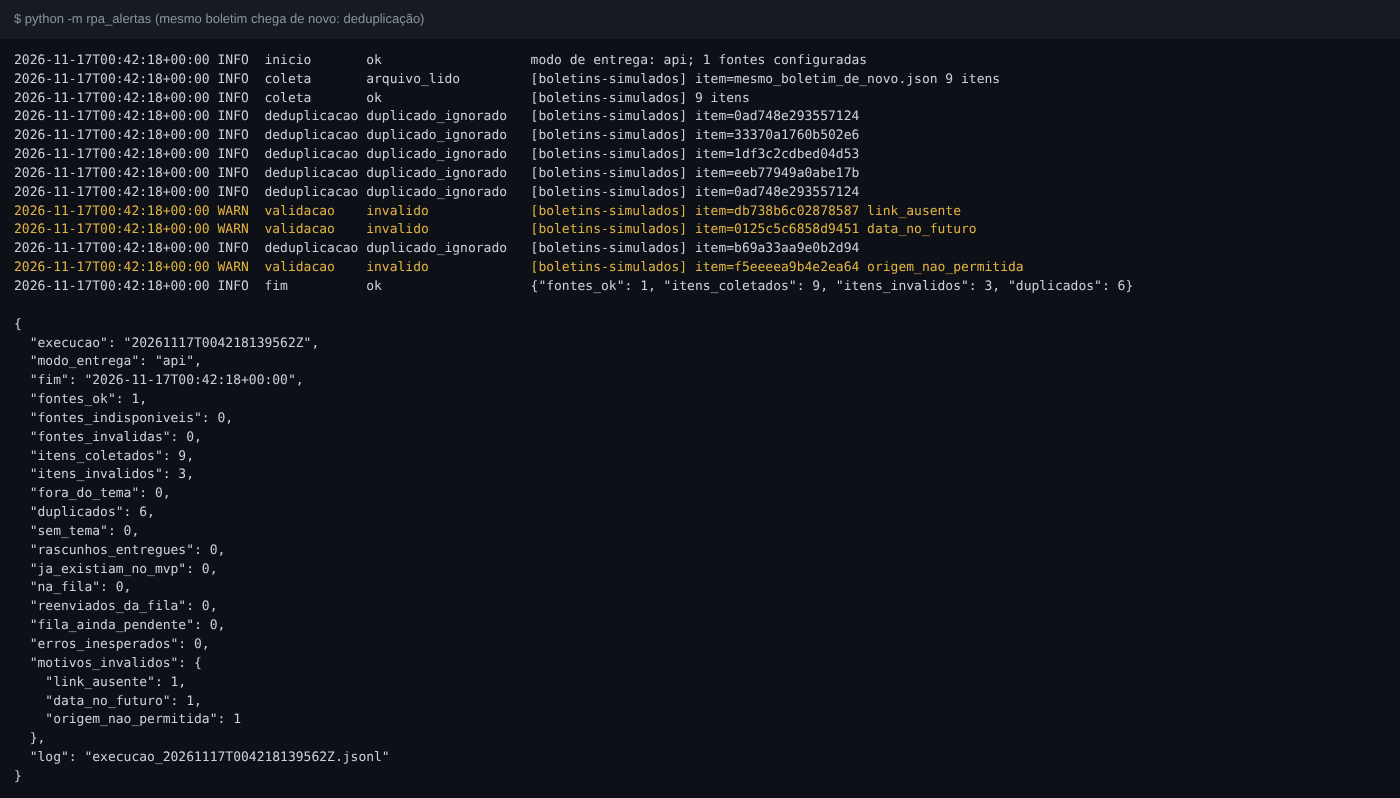 $ python -m rpa_alertas (mesmo boletim chega de novo: deduplicação)
2026-11-17T00:42:18+00:00 INFO  inicio       ok                   modo de entrega: api; 1 fontes configuradas
2026-11-17T00:42:18+00:00 INFO  coleta       arquivo_lido         [boletins-simulados] item=mesmo_boletim_de_novo.json 9 itens
2026-11-17T00:42:18+00:00 INFO  coleta       ok                   [boletins-simulados] 9 itens
2026-11-17T00:42:18+00:00 INFO  deduplicacao duplicado_ignorado   [boletins-simulados] item=0ad748e293557124
2026-11-17T00:42:18+00:00 INFO  deduplicacao duplicado_ignorado   [boletins-simulados] item=33370a1760b502e6
2026-11-17T00:42:18+00:00 INFO  deduplicacao duplicado_ignorado   [boletins-simulados] item=1df3c2cdbed04d53
2026-11-17T00:42:18+00:00 INFO  deduplicacao duplicado_ignorado   [boletins-simulados] item=eeb77949a0abe17b
2026-11-17T00:42:18+00:00 INFO  deduplicacao duplicado_ignorado   [boletins-simulados] item=0ad748e293557124
2026-11-17T00:42:18+00:00 WARN  validacao    invalido             [boletins-simulados] item=db738b6c02878587 link_ausente
2026-11-17T00:42:18+00:00 WARN  validacao    invalido             [boletins-simulados] item=0125c5c6858d9451 data_no_futuro
2026-11-17T00:42:18+00:00 INFO  deduplicacao duplicado_ignorado   [boletins-simulados] item=b69a33aa9e0b2d94
2026-11-17T00:42:18+00:00 WARN  validacao    invalido             [boletins-simulados] item=f5eeeea9b4e2ea64 origem_nao_permitida
2026-11-17T00:42:18+00:00 INFO  fim          ok                   {"fontes_ok": 1, "itens_coletados": 9, "itens_invalidos": 3, "duplicados": 6}
{
  "execucao": "20261117T004218139562Z",
  "modo_entrega": "api",
  "fim": "2026-11-17T00:42:18+00:00",
  "fontes_ok": 1,
  "fontes_indisponiveis": 0,
  "fontes_invalidas": 0,
  "itens_coletados": 9,
  "itens_invalidos": 3,
  "fora_do_tema": 0,
  "duplicados": 6,
  "sem_tema": 0,
  "rascunhos_entregues": 0,
  "ja_existiam_no_mvp": 0,
  "na_fila": 0,
  "reenviados_da_fila": 0,
  "fila_ainda_pendente": 0,
  "erros_inesperados": 0,
  "motivos_invalidos": {
    "link_ausente": 1,
    "data_no_futuro": 1,
    "origem_nao_permitida": 1
  },
  "log": "execucao_20261117T004218139562Z.jsonl"
}